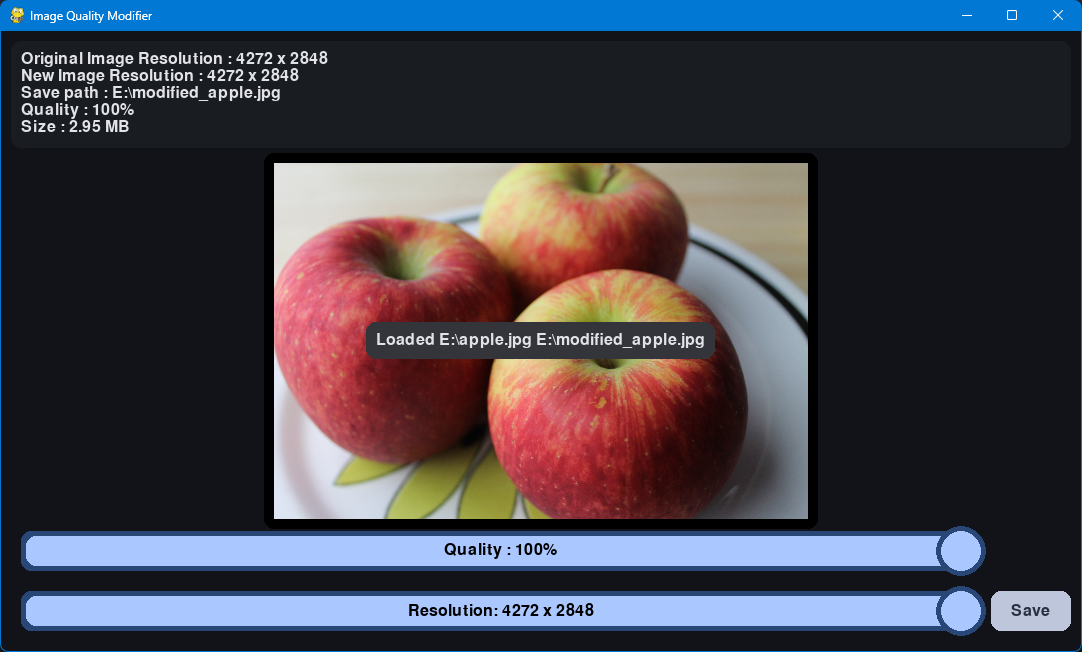 Image Quality Modifier
Original Image Resolution : 4272 x 2848
New Image Resolution : 4272 x 2848
Save path : E:\modified_apple.jpg
Quality : 100%
Size : 2.95 MB
Loaded E:\apple.jpg E:\modified_apple.jpg
Quality : 100%
Resolution: 4272 x 2848
Save